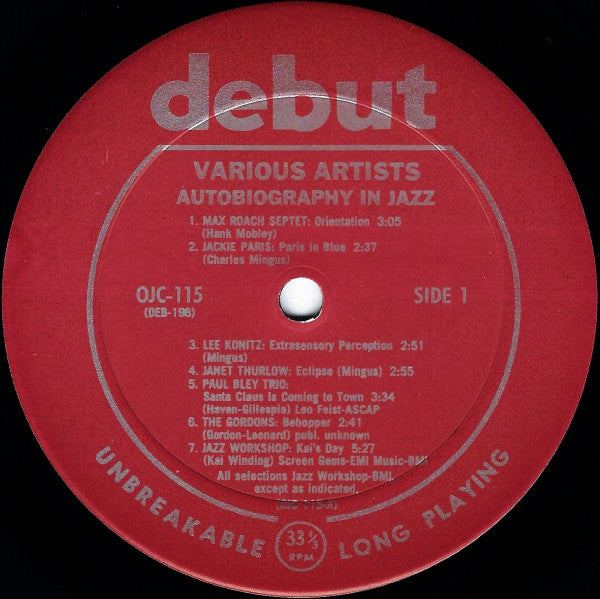 debut
VARIOUS ARTISTS
AUTOBIOGRAPHY IN JAZZ
1. MAX ROACH SEPTET: Orientation 3:05
(Hank Mobley)
2. JACKIE PARIS: Paris in Blue 2:37
(Charles Mingus)
OJC-115
(DEB-198)
SIDE 1
3. LEE KONITZ: Extrasensory Perception 2:51
(Mingus)
4. JANET THURLOW: Eclipse (Mingus) 2:55
5. PAUL BLEY TRIO:
Santa Claus Is Coming to Town 3:34
(Haven-Gillespie) Leo Feist-ASCAP
6. THE GORDONS: Bebopper 2:41
(Gordon-Leonard) publ. unknown
7. JAZZ WORKSHOP: Kai's Day 5:27
(Kai Winding) Screen Gems-EMI Music-BMI
All selections Jazz Workshop-BMI
except as indicated.
UNBREAKABLE
33 1/3
RPM
LONG PLAYING